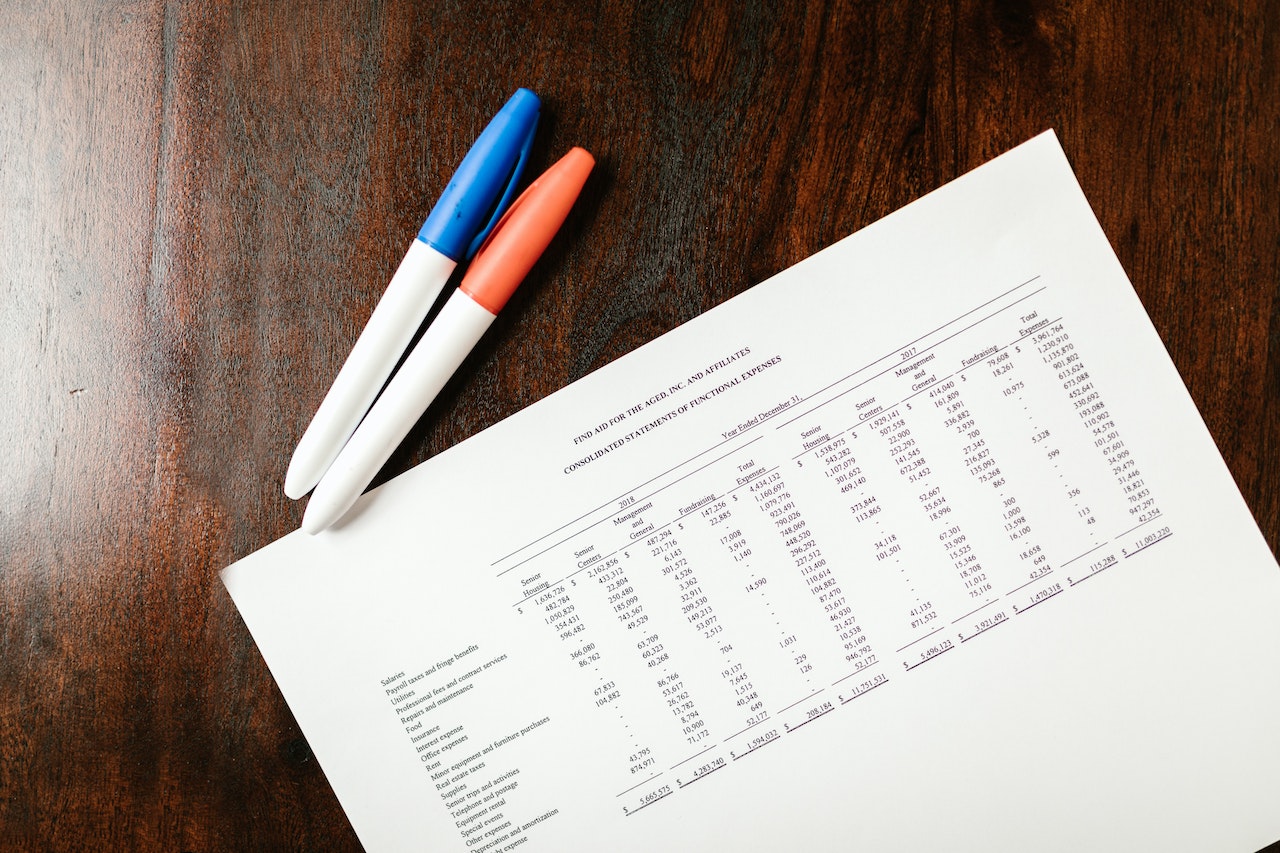 FIND AID FOR THE AGED, INC. AND AFFILIATES
CONSOLIDATED STATEMENTS OF FUNCTIONAL EXPENSES
Year Ended December 31,
2018 2017
Senior Housing Senior Centers Management and General Fundraising Total Expenses Senior Housing Senior Centers Management and General Fundraising Total Expenses
Salaries $ 1,636,726 $ 2,162,856 $ 487,294 $ 147,256 $ 4,434,132 $ 1,538,975 $ 1,929,141 $ 414,040 $ 79,608 $ 3,961,764
Payroll taxes and fringe benefits 482,784 433,312 221,716 22,885 1,160,697 543,282 507,558 161,809 18,261 1,230,910
Utilities 1,050,829 22,804 6,143 - 1,079,776 1,107,079 22,900 5,891 - 1,135,870
Professional fees and contract services 354,431 250,480 301,572 17,008 923,491 301,652 252,293 336,882 10,975 901,802
Repairs and maintenance 596,482 185,099 4,526 3,919 790,026 469,140 141,545 2,939 - 613,624
Food - 743,567 3,362 1,140 748,069 - 672,388 700 - 673,088
Insurance 366,080 49,529 32,911 - 448,520 373,844 51,452 27,345 - 452,641
Interest expense 86,762 - 209,530 - 296,292 113,865 - 216,827 - 330,692
Office expenses - 63,709 149,213 14,590 227,512 - 52,667 135,093 5,328 193,088
Rent - 60,323 53,077 - 113,400 - 35,634 75,268 - 110,902
Minor equipment and furniture purchases 67,833 40,268 2,513 - 110,614 34,118 18,996 865 599 54,578
Real estate taxes 104,882 - - - 104,882 101,501 - - - 101,501
Supplies - 86,766 704 - 87,470 - 67,301 300 - 67,601
Senior trips and activities - 53,617 - - 53,617 - 33,909 1,000 - 34,909
Telephone and postage - 26,762 19,137 1,031 46,930 - 15,525 13,598 356 29,479
Equipment rental - 13,782 7,645 - 21,427 - 15,346 16,100 - 31,446
Special events - 8,794 1,515 229 10,538 - 18,708 - 113 18,821
Other expenses 43,795 10,900 40,348 126 95,169 41,135 11,012 18,658 48 70,853
Depreciation and amortization 874,971 71,172 649 - 946,792 871,532 75,116 649 - 947,297
expense - - 52,177 - 52,177 - - 42,354 - 42,354
$ 5,665,575 $ 4,283,740 $ 1,594,032 $ 208,184 $ 11,751,531 $ 5,496,123 $ 3,921,491 $ 1,470,318 $ 115,288 $ 11,003,220